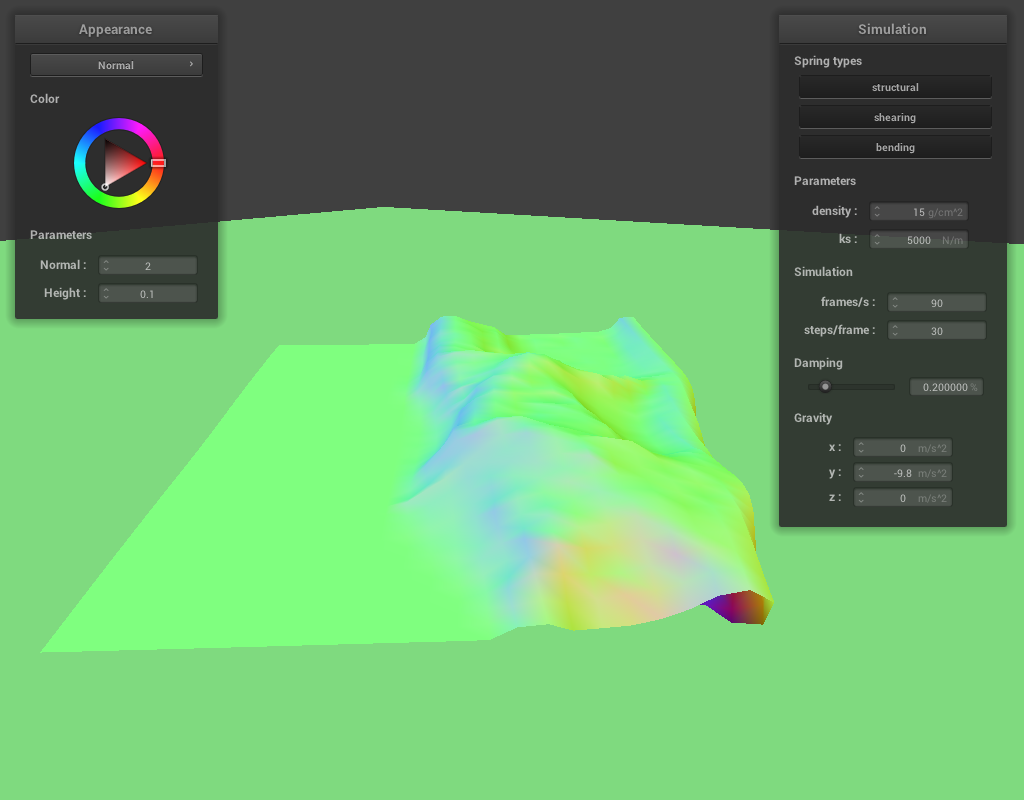 Appearance
Normal ›
Color
Parameters
Normal : 2
Height : 0.1
Simulation
Spring types
structural
shearing
bending
Parameters
density : 15 g/cm^2
ks : 5000 N/m
Simulation
frames/s : 90
steps/frame : 30
Damping
0.200000 %
Gravity
x : 0 m/s^2
y : -9.8 m/s^2
z : 0 m/s^2